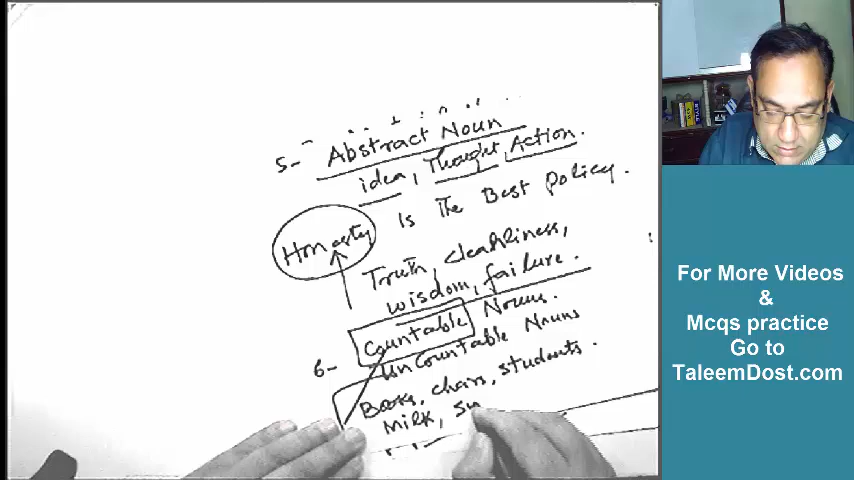 5- Abstract Noun
idea, Thought, Action.
Honesty Is The Best policy.
Truth, cleanliness,
wisdom, failure.
6- Countable Nouns.
UnCountable Nouns
Books, chairs, students.
Milk, Su
For More Videos
&
Mcqs practice
Go to
TaleemDost.com